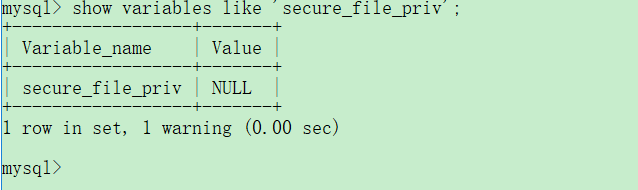 mysql> show variables like 'secure_file_priv';
+------------------+-------+
| Variable_name    | Value |
+------------------+-------+
| secure_file_priv | NULL  |
+------------------+-------+
1 row in set, 1 warning (0.00 sec)
mysql>